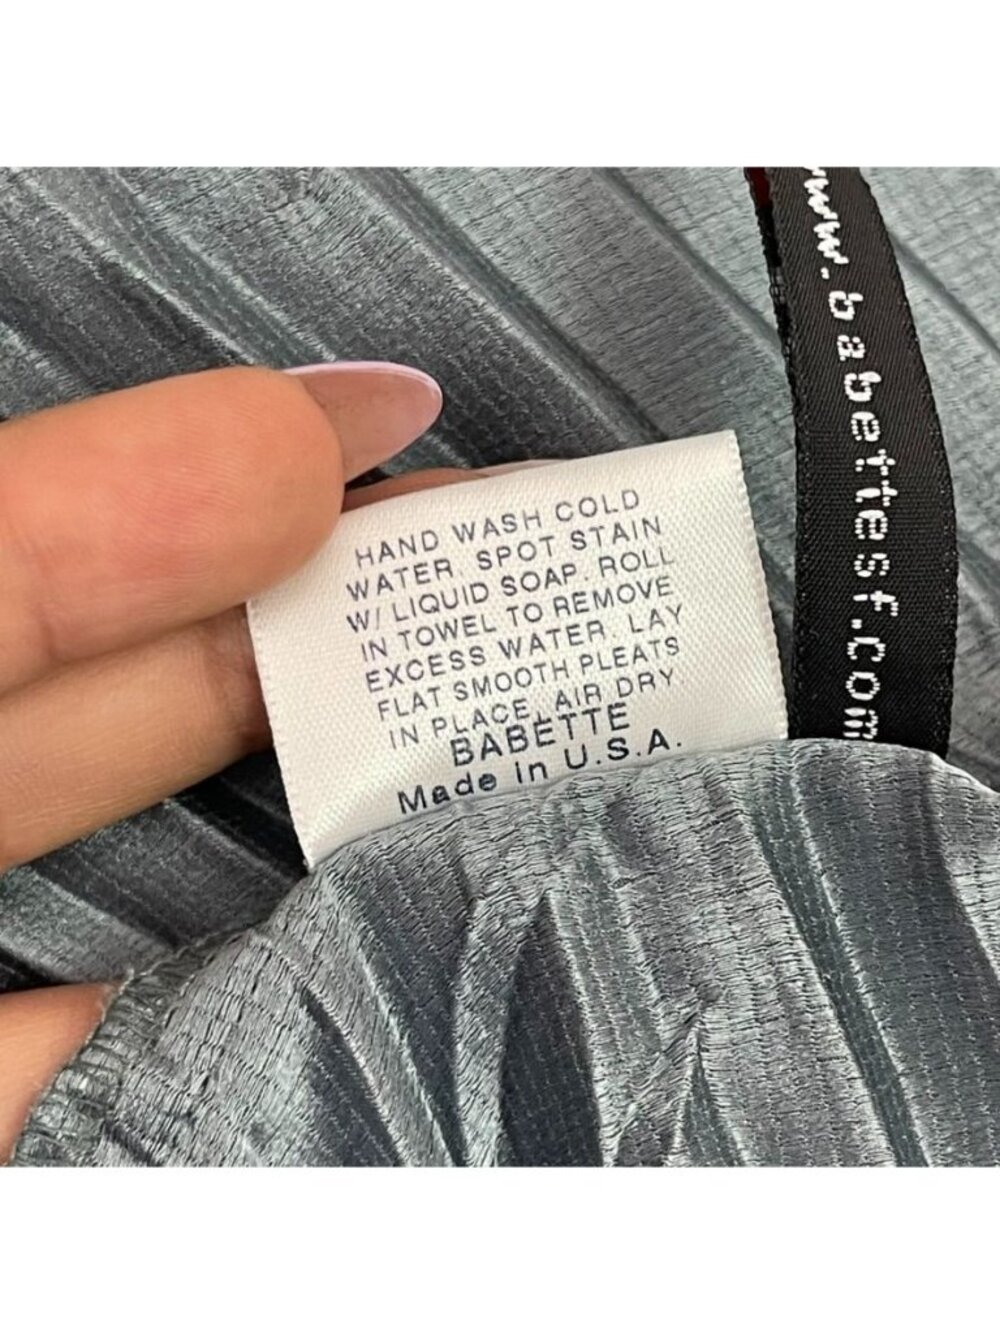 HAND WASH COLD
WATER SPOT STAIN
W/ LIQUID SOAP. ROLL
IN TOWEL TO REMOVE
EXCESS WATER. LAY
FLAT SMOOTH PLEATS
IN PLACE, AIR DRY
BABETTE
Made in U.S.A.
www.babettesf.com